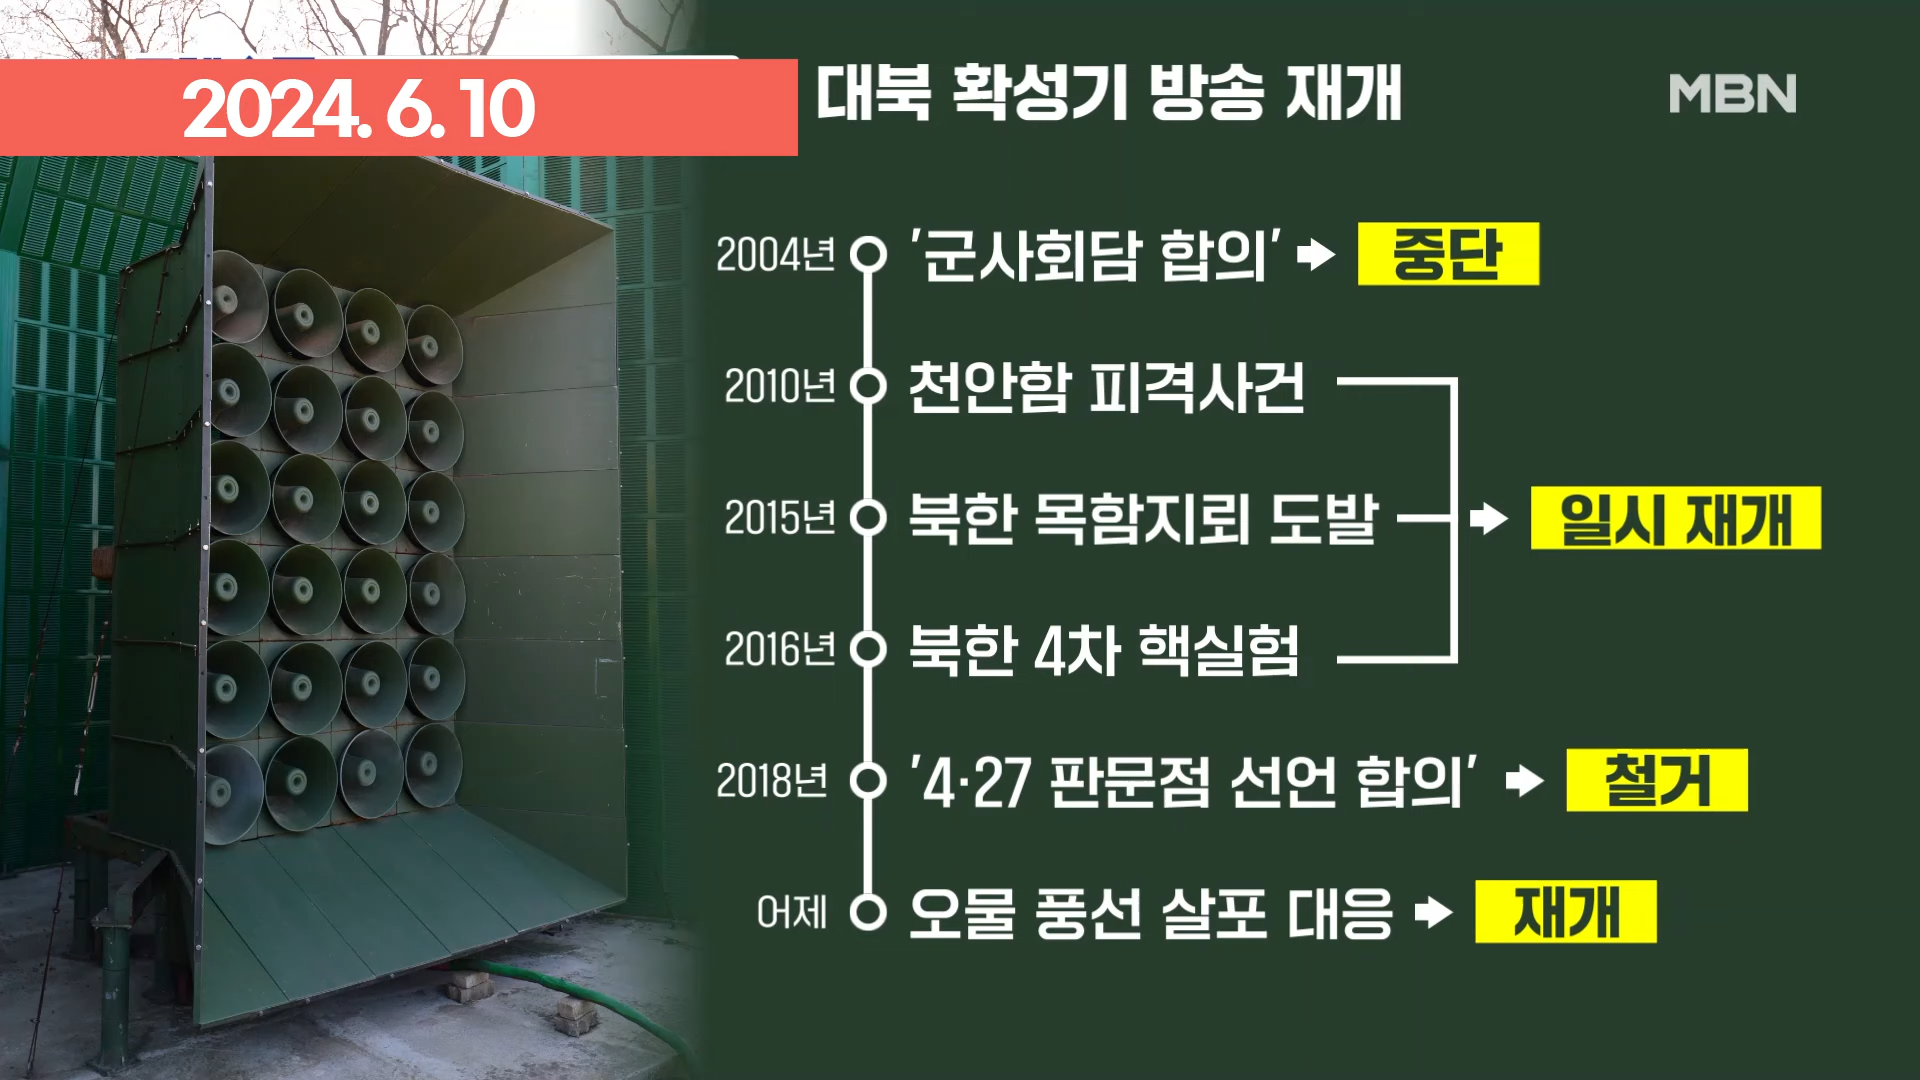 2024. 6. 10
대북 확성기 방송 재개
MBN
2004년 '군사회담 합의' 중단
2010년 천안함 피격사건
2015년 북한 목함지뢰 도발 일시 재개
2016년 북한 4차 핵실험
2018년 '4·27 판문점 선언 합의' 철거
어제 오물 풍선 살포 대응 재개